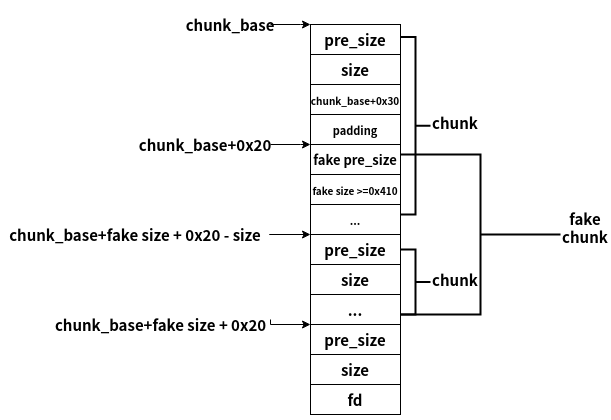 chunk_base
pre_size
size
chunk_base+0x30
chunk
padding
chunk_base+0x20
fake pre_size
fake size >=0x410
...
fake
chunk
chunk_base+fake size + 0x20 - size
pre_size
size
chunk
...
chunk_base+fake size + 0x20
pre_size
size
fd